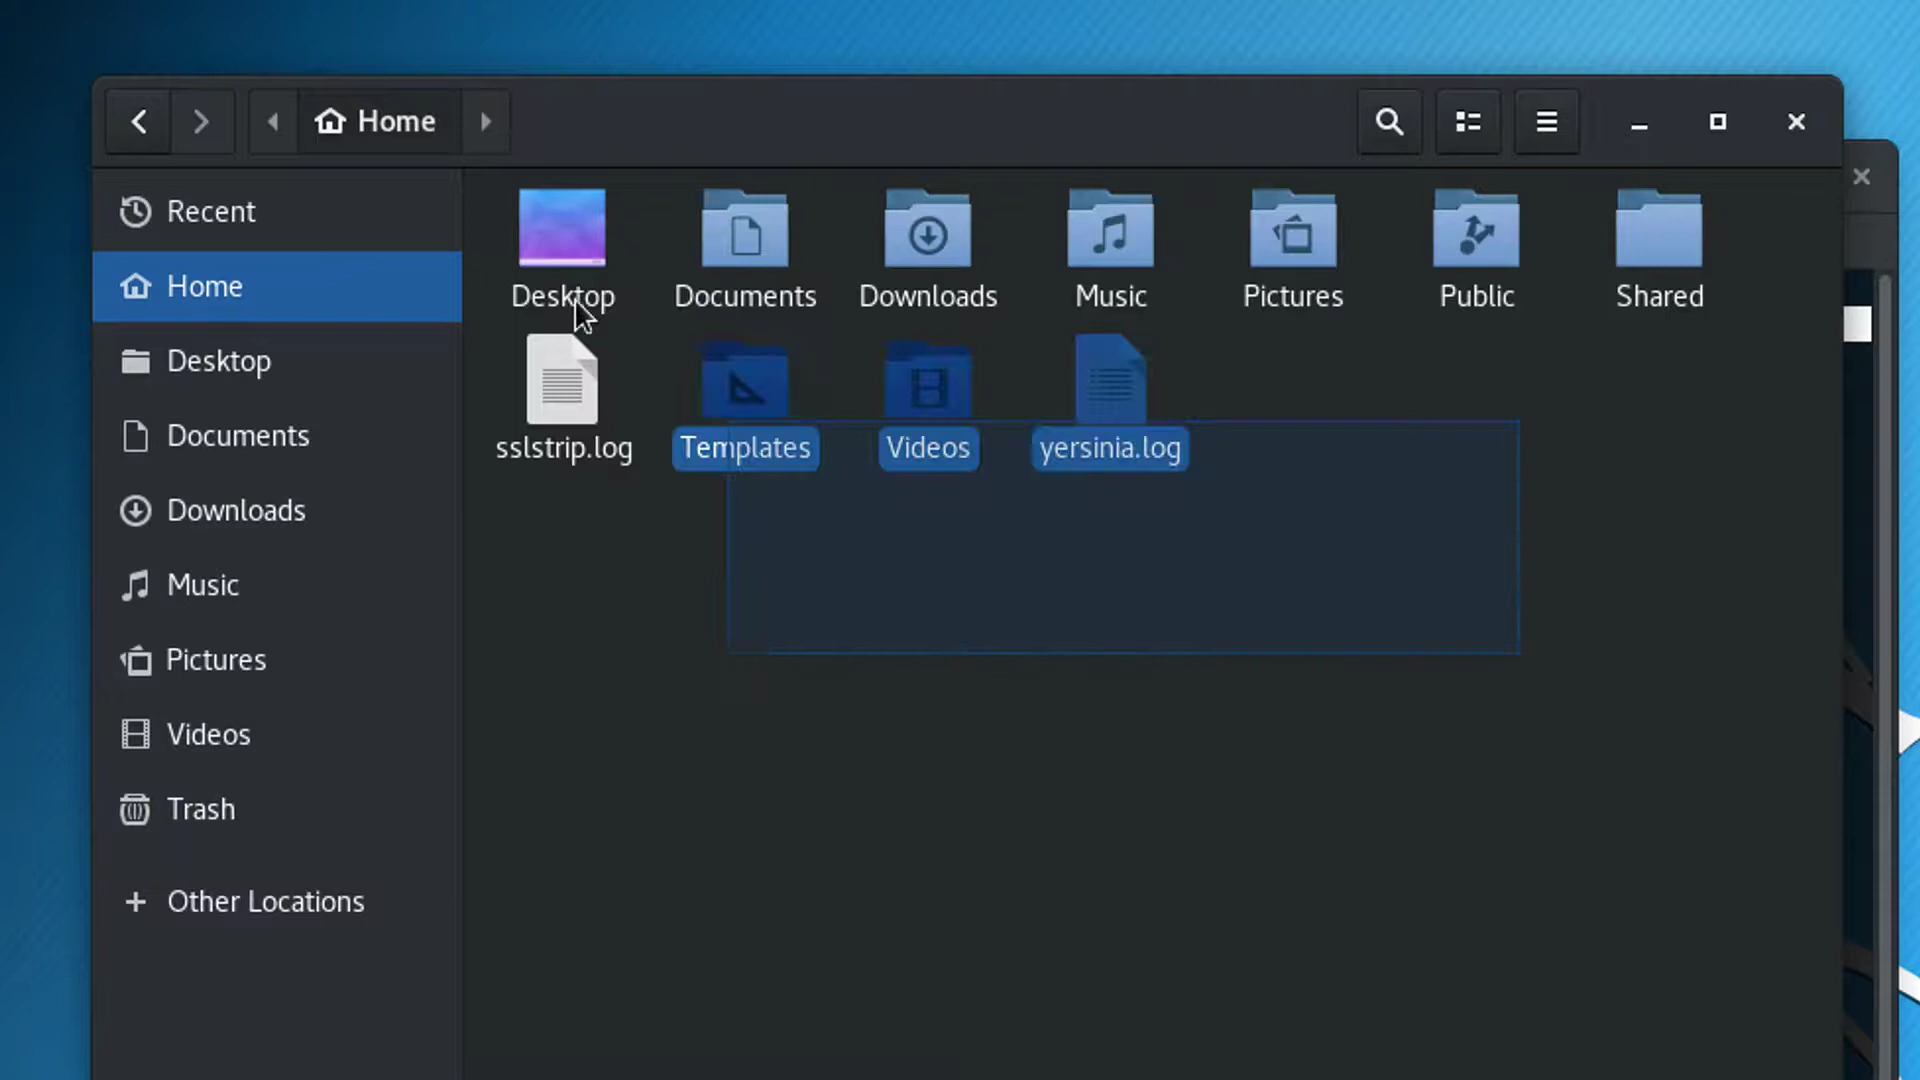 Home
Recent
Home
Desktop
Documents
Downloads
Music
Pictures
Videos
Trash
Other Locations
Desktop
Documents
Downloads
Music
Pictures
Public
Shared
sslstrip.log
Templates
Videos
yersinia.log